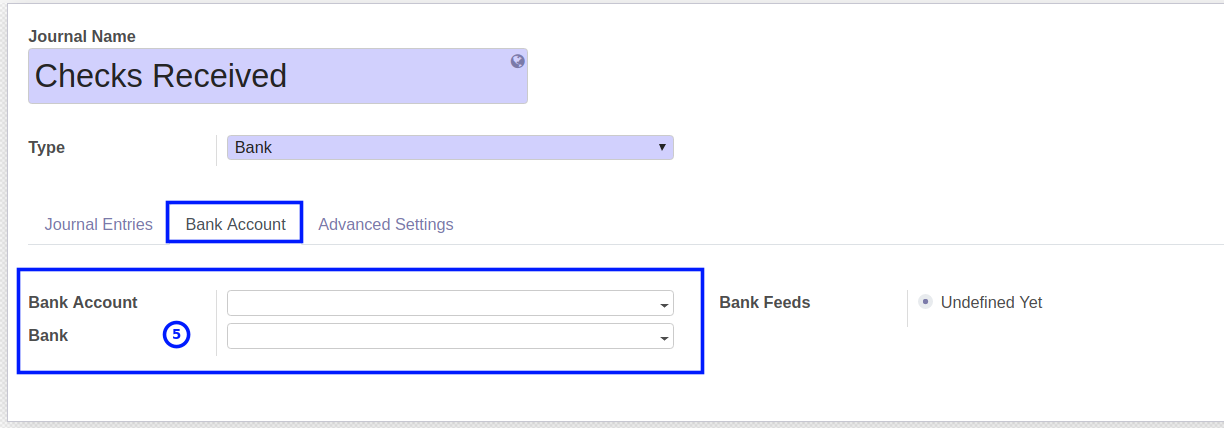 Journal Name
Checks Received
Type Bank
Journal Entries Bank Account Advanced Settings
Bank Account Bank Feeds Undefined Yet
Bank 5